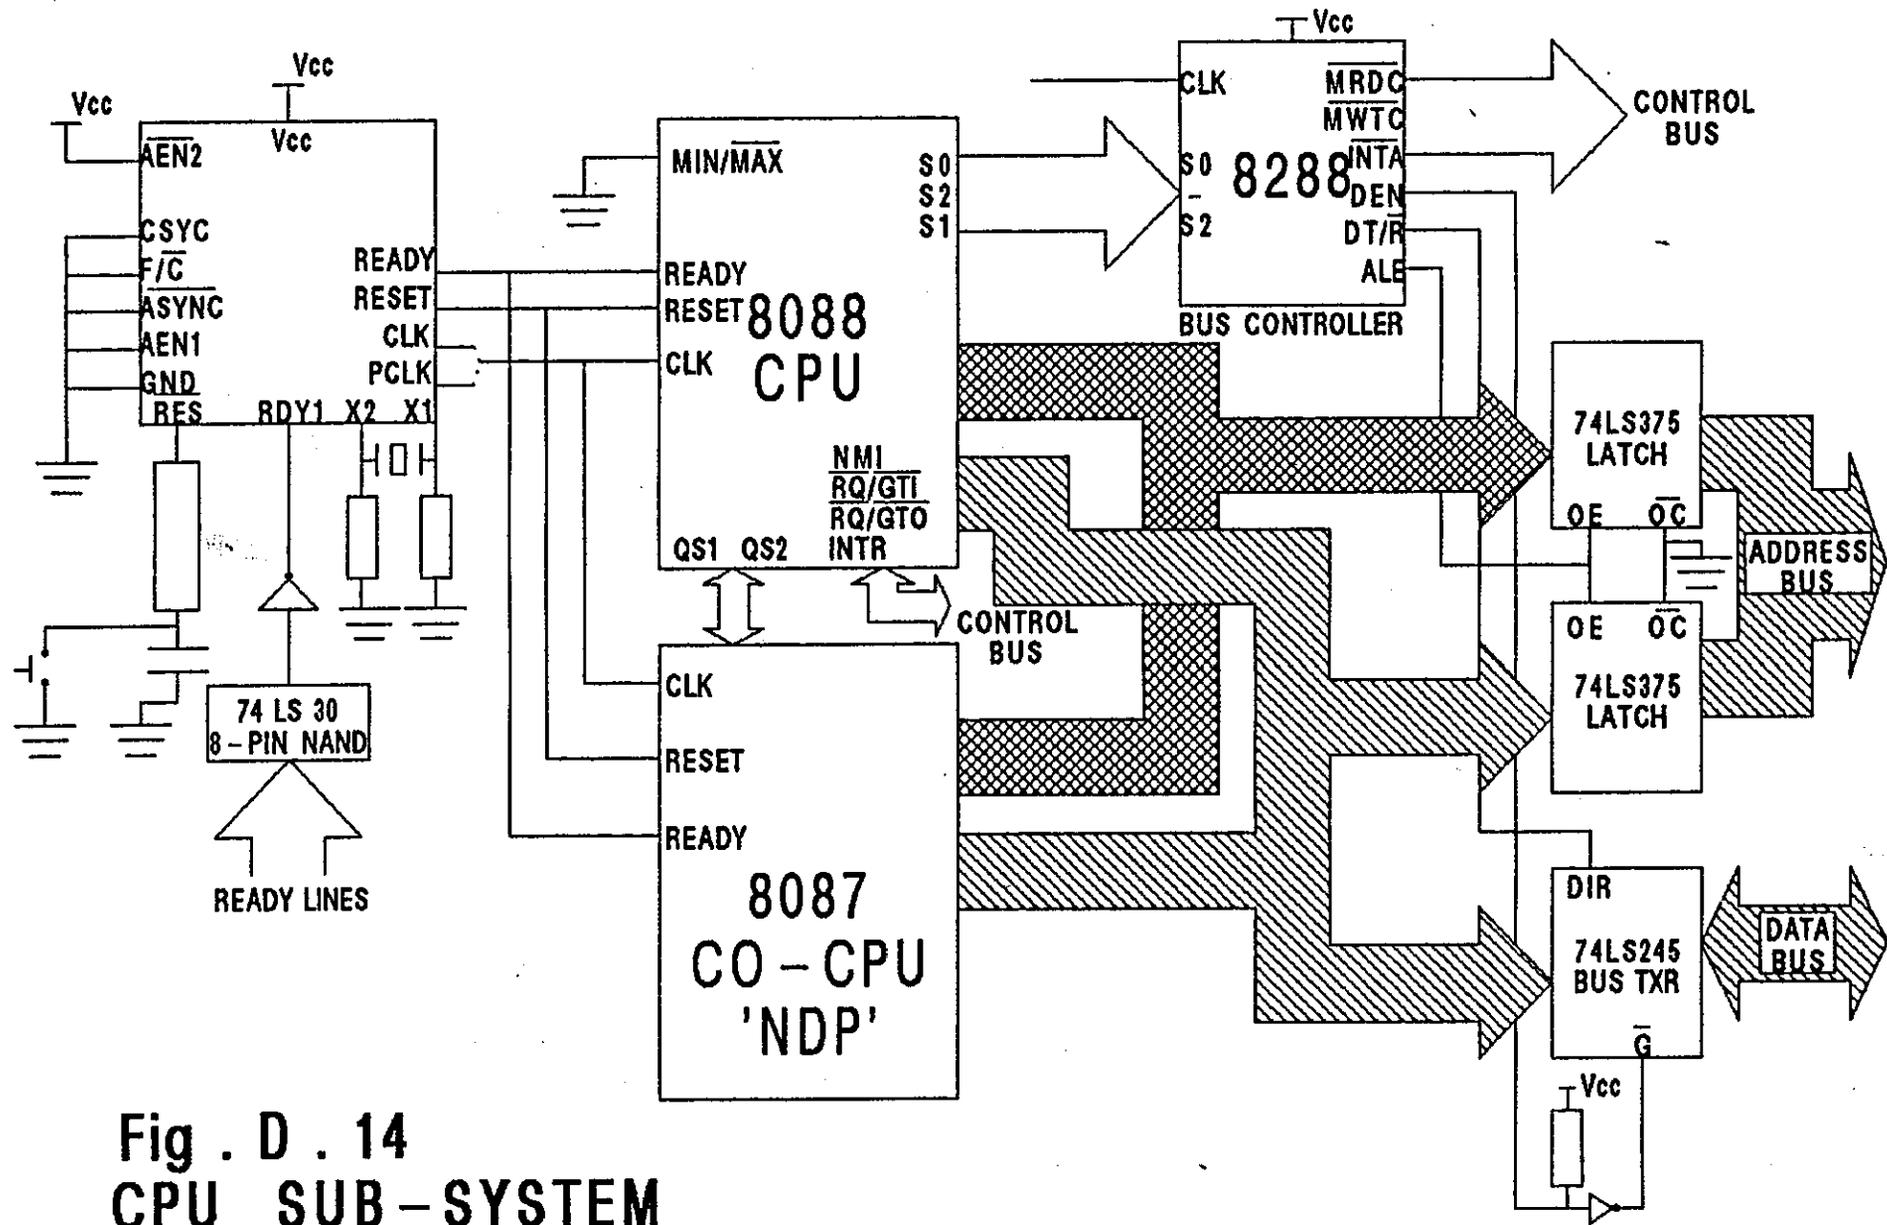 Vcc
Vcc
Vcc
AEN2
CSYC
F/C
ASYNC
AEN1
GND
RES
RDY1
X2
X1
READY
RESET
CLK
PCLK
74 LS 30
8-PIN NAND
READY LINES
MIN/MAX
S0
S2
S1
READY
RESET
CLK
8088
CPU
NMI
RQ/GTI
RQ/GTO
INTR
QS1 QS2
CONTROL
BUS
CLK
RESET
READY
8087
CO-CPU
'NDP'
Vcc
CLK
S0
-
S2
8288
MRDC
MWTC
INTA
DEN
DT/R
ALE
BUS CONTROLLER
CONTROL
BUS
74LS375
LATCH
OE OC
ADDRESS
BUS
OE OC
74LS375
LATCH
DIR
74LS245
BUS TXR
G
DATA
BUS
Vcc
Fig . D . 14
CPU SUB-SYSTEM